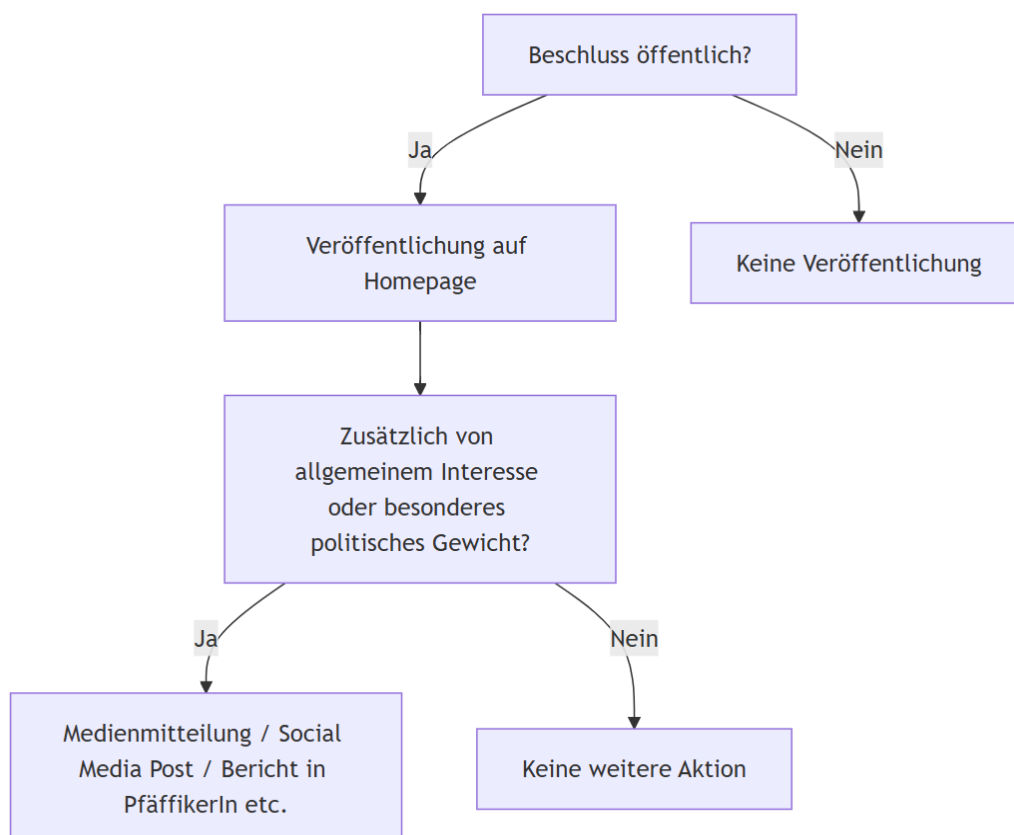 Beschluss öffentlich?
Ja
Nein
Veröffentlichung auf
Homepage
Keine Veröffentlichung
Zusätzlich von
allgemeinem Interesse
oder besonderes
politisches Gewicht?
Ja
Nein
Medienmitteilung / Social
Media Post / Bericht in
PfäffikerIn etc.
Keine weitere Aktion